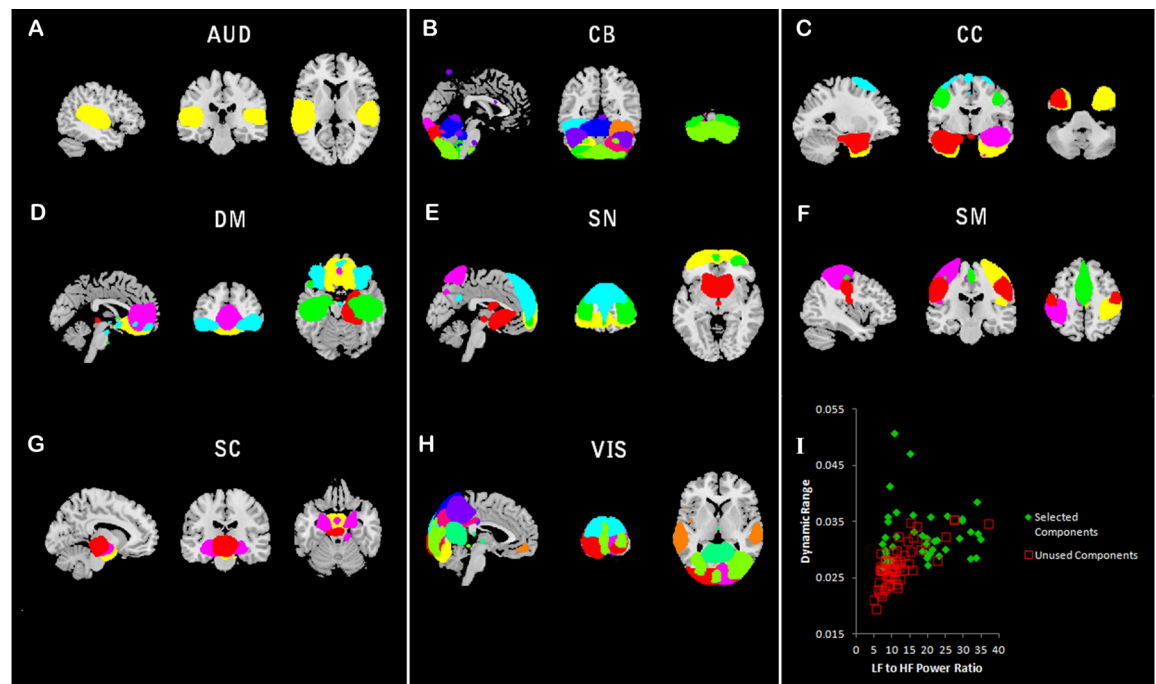 A
AUD
B
CB
C
CC
D
DM
E
SN
F
SM
G
SC
H
VIS
I
0.055
0.045
0.035
0.025
0.015
Dynamic Range
0 5 10 15 20 25 30 35 40
LF to HF Power Ratio
Selected
Components
Unused Components